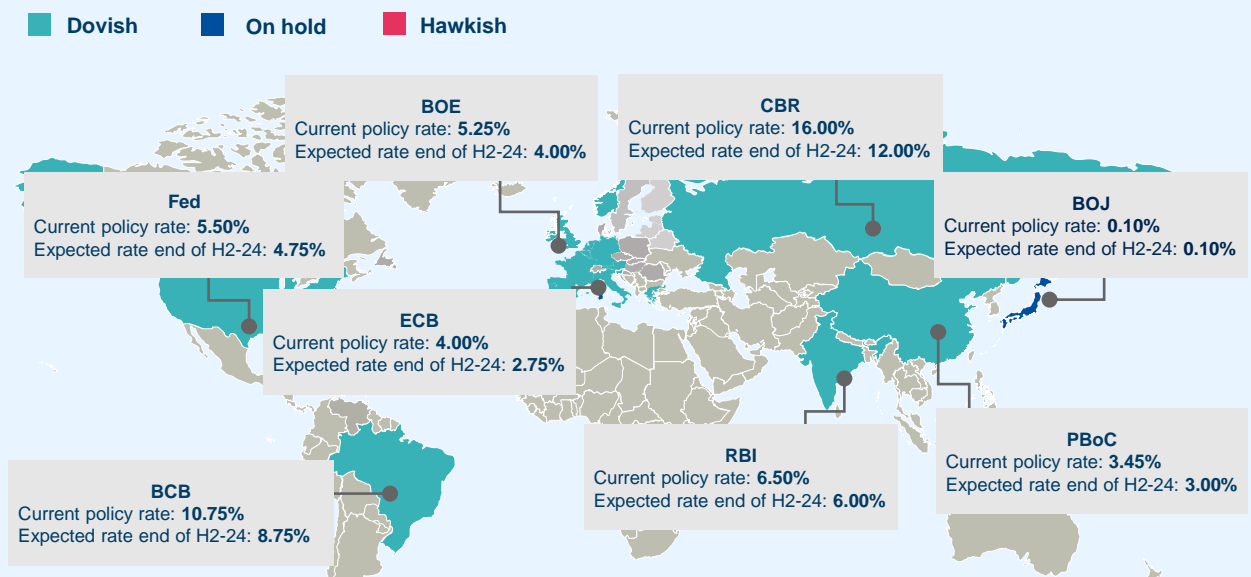 Dovish
On hold
Hawkish
BOE
Current policy rate: 5.25%
Expected rate end of H2-24: 4.00%
CBR
Current policy rate: 16.00%
Expected rate end of H2-24: 12.00%
Fed
Current policy rate: 5.50%
Expected rate end of H2-24: 4.75%
BOJ
Current policy rate: 0.10%
Expected rate end of H2-24: 0.10%
ECB
Current policy rate: 4.00%
Expected rate end of H2-24: 2.75%
RBI
Current policy rate: 6.50%
Expected rate end of H2-24: 6.00%
PBoC
Current policy rate: 3.45%
Expected rate end of H2-24: 3.00%
BCB
Current policy rate: 10.75%
Expected rate end of H2-24: 8.75%